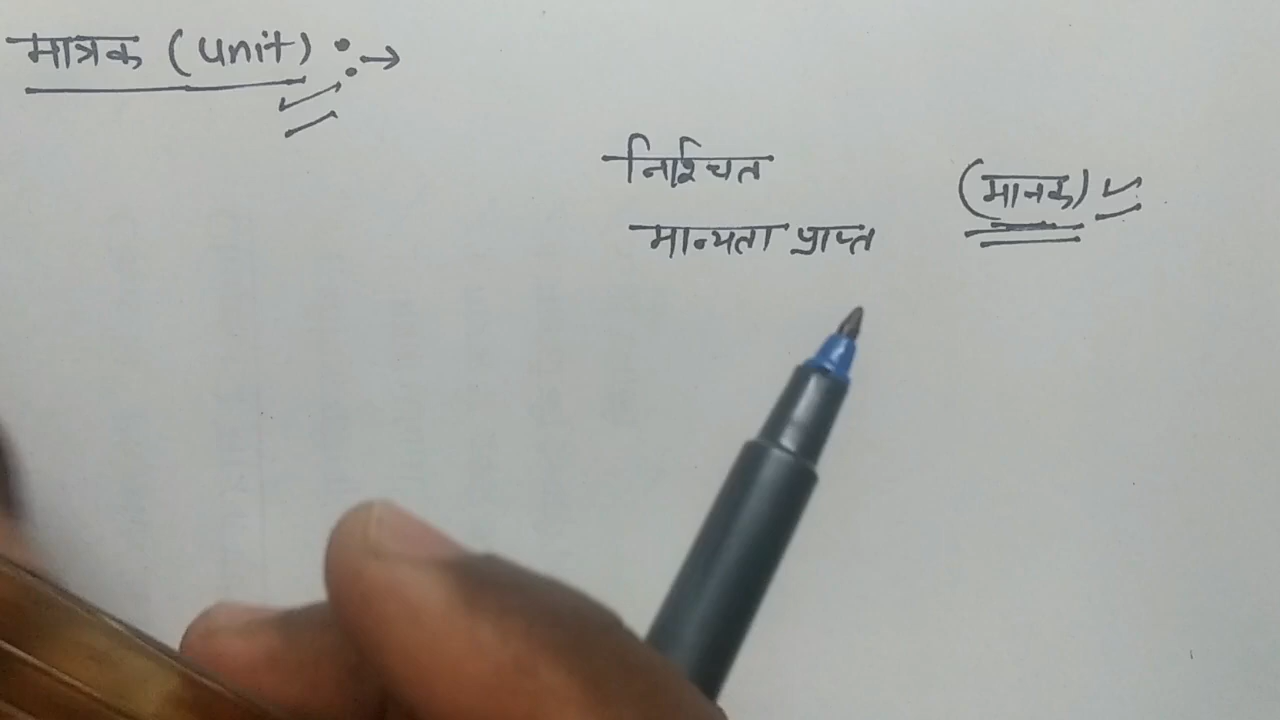 मात्रक (unit) :→
निश्चित
(मानक)
मान्यता प्राप्त